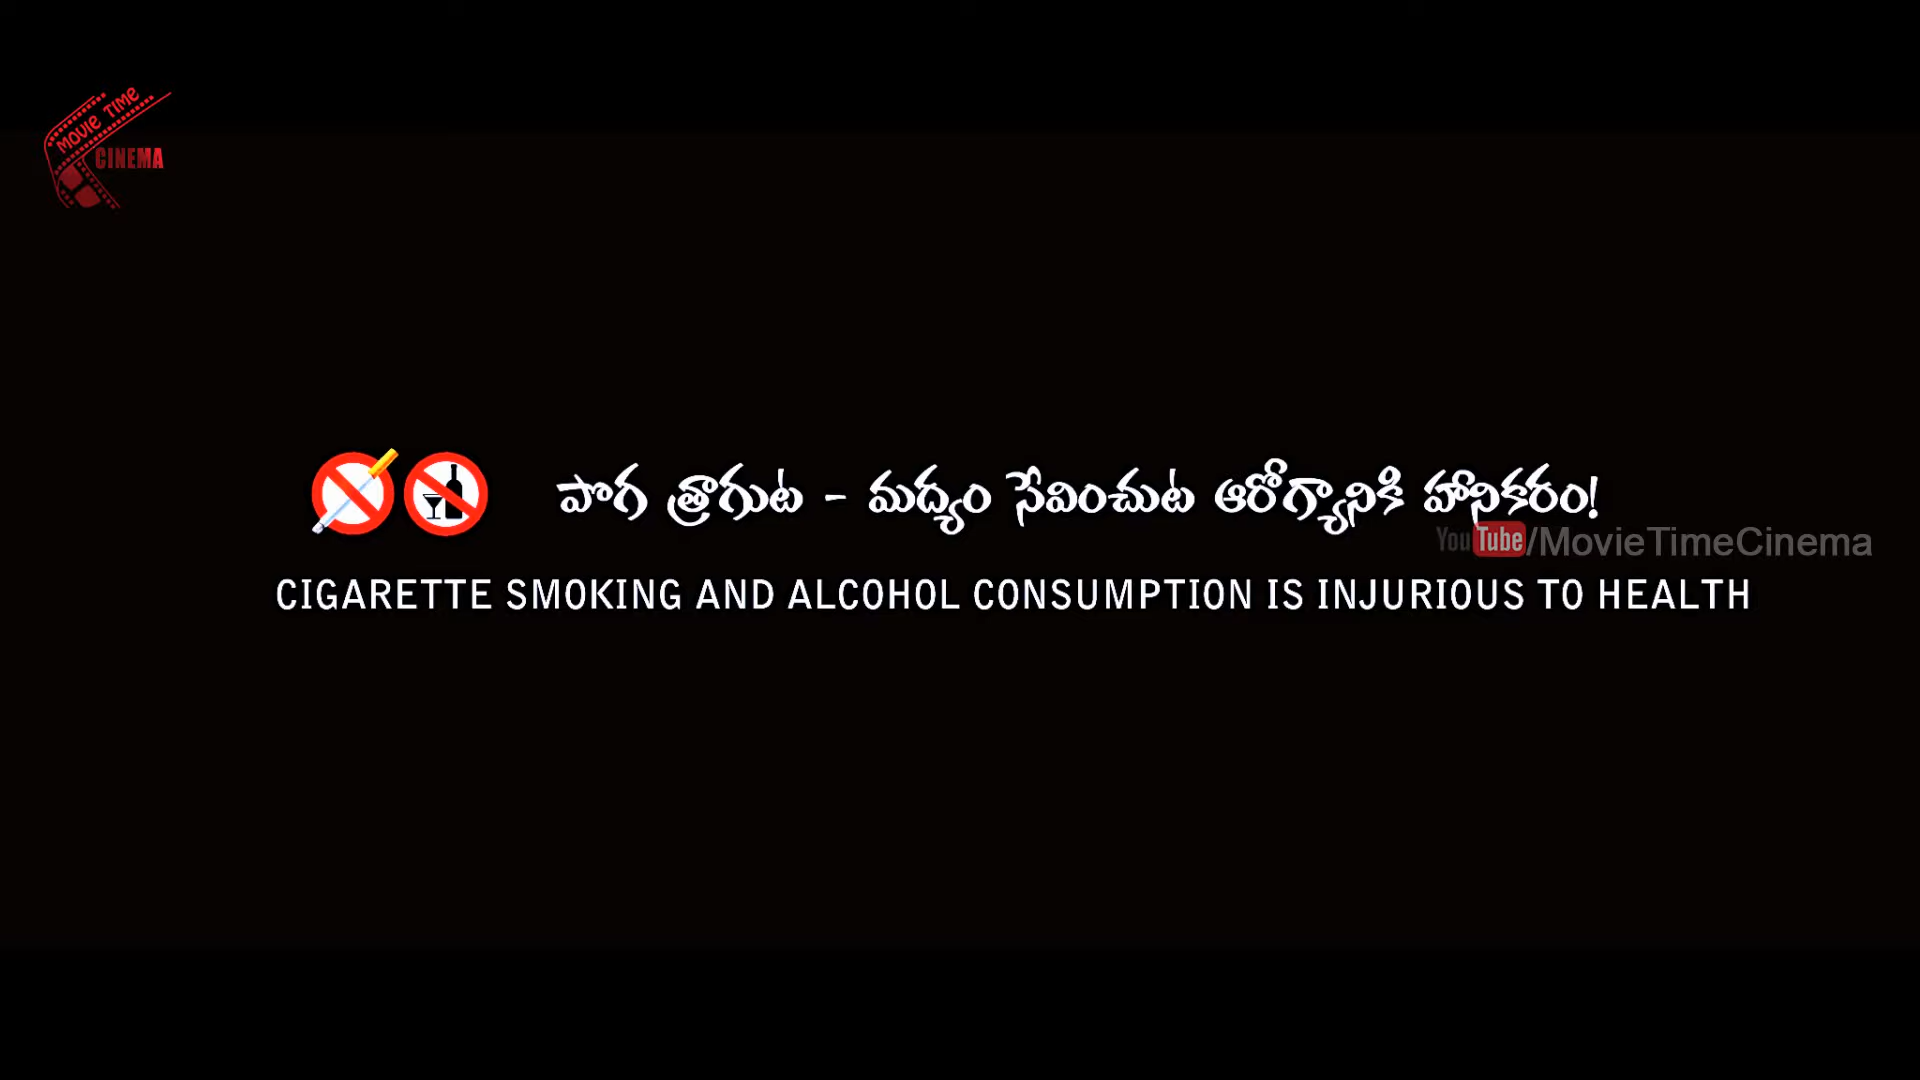 MOVIE TIME
CINEMA
పొగ త్రాగుట - మద్యం సేవించుట ఆరోగ్యానికి హానికరం!
YouTube/MovieTimeCinema
CIGARETTE SMOKING AND ALCOHOL CONSUMPTION IS INJURIOUS TO HEALTH